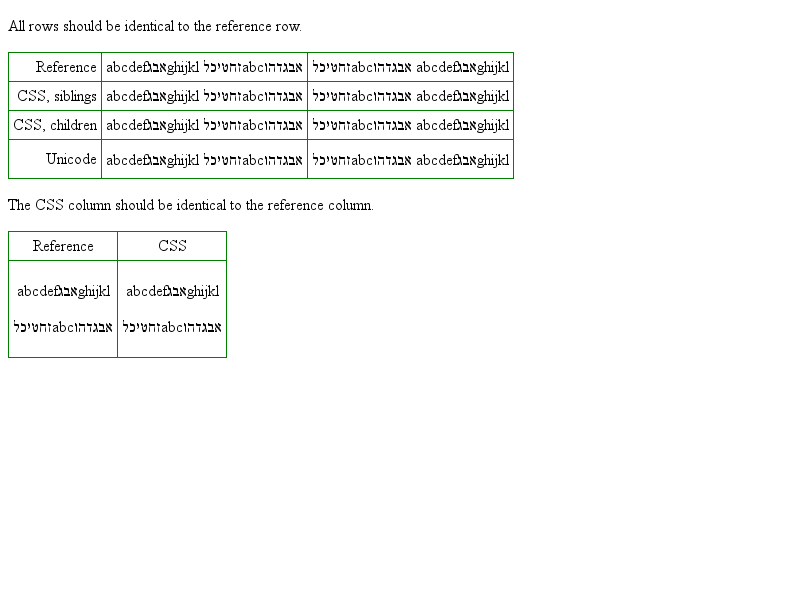 All rows should be identical to the reference row.
Reference abcdefאבגghijkl אבגדהוabcזחטיכל abcdefאבגghijkl אבגדהוabcזחטיכל
CSS, siblings abcdefאבגghijkl אבגדהוabcזחטיכל abcdefאבגghijkl אבגדהוabcזחטיכל
CSS, children abcdefאבגghijkl אבגדהוabcזחטיכל abcdefאבגghijkl אבגדהוabcזחטיכל
Unicode abcdefאבגghijkl אבגדהוabcזחטיכל abcdefאבגghijkl אבגדהוabcזחטיכל
The CSS column should be identical to the reference column.
Reference CSS
abcdefאבגghijkl abcdefאבגghijkl
אבגדהוabcזחטיכל אבגדהוabcזחטיכל